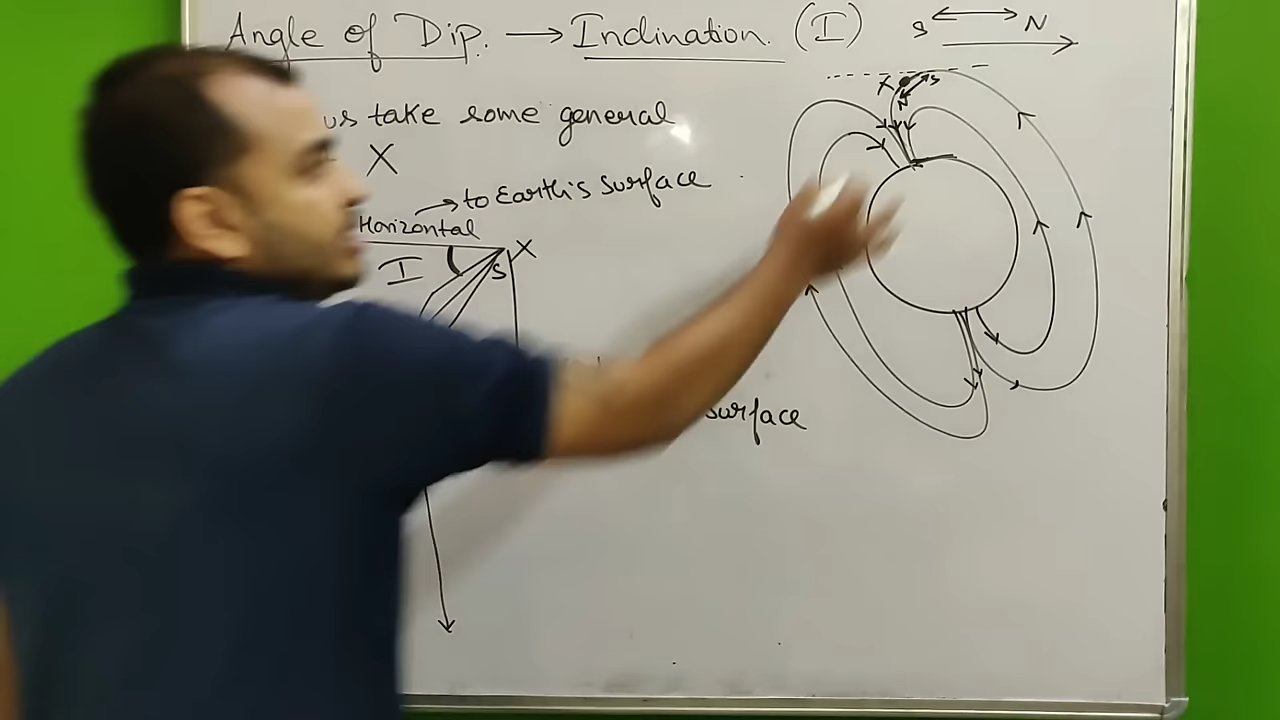 Angle of Dip. → Inclination. (I)
S N
us take some general
X
X S
N
→ to Earth's surface
Horizontal
X
I
S
surface